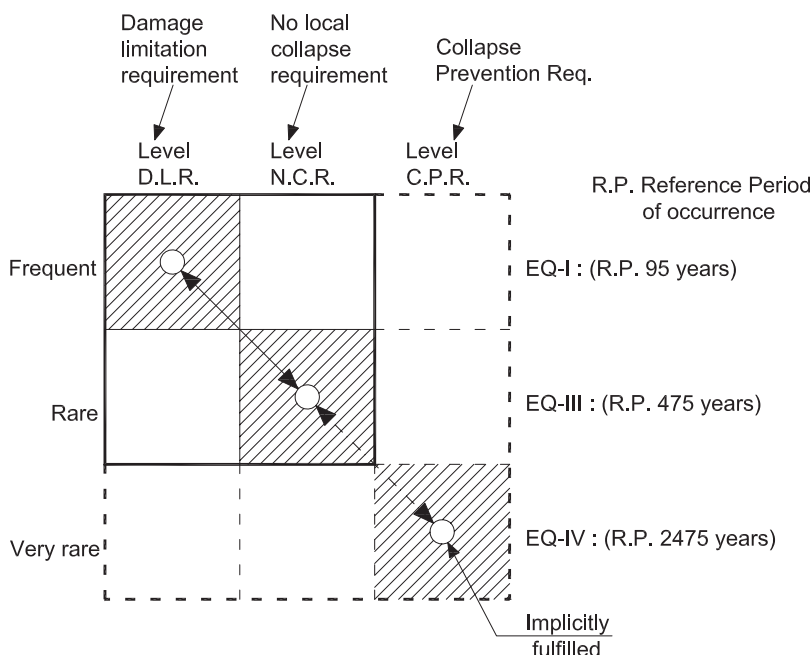 Damage
limitation
requirement
No local
collapse
requirement
Collapse
Prevention Req.
Level
D.L.R.
Level
N.C.R.
Level
C.P.R.
R.P. Reference Period
of occurrence
Frequent
EQ-I : (R.P. 95 years)
Rare
EQ-III : (R.P. 475 years)
Very rare
EQ-IV : (R.P. 2475 years)
Implicitly
fulfilled